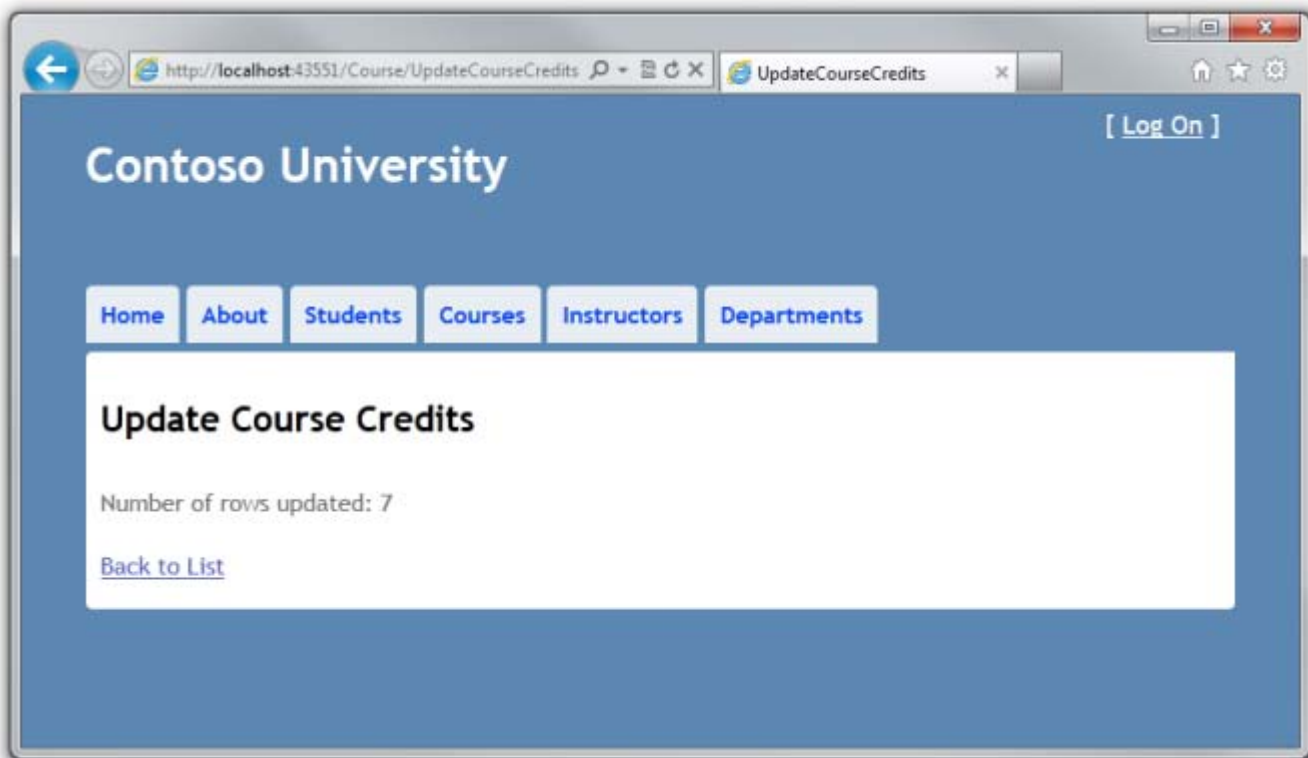 http://localhost:43551/Course/UpdateCourseCredits
UpdateCourseCredits
[ Log On ]
Contoso University
Home About Students Courses Instructors Departments
Update Course Credits
Number of rows updated: 7
Back to List